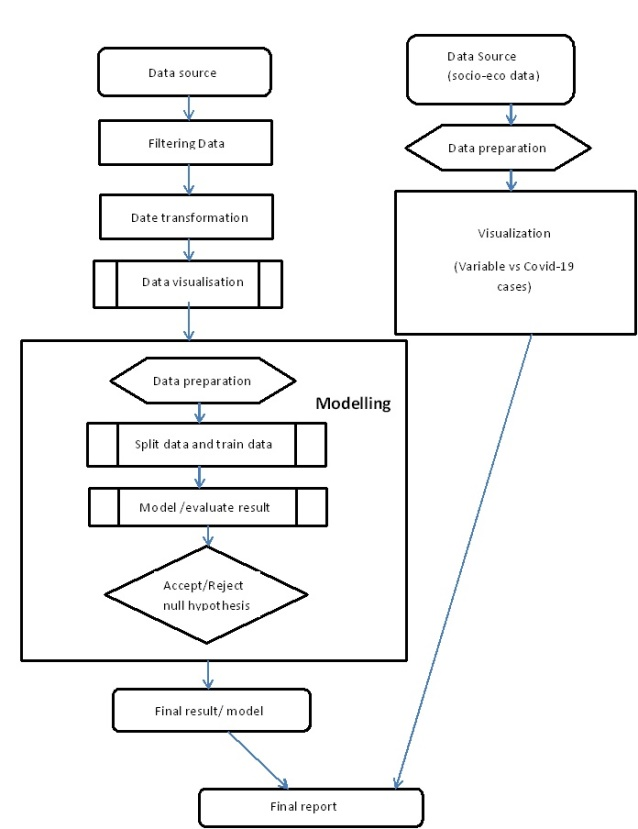 Data source
Filtering Data
Date transformation
Data visualisation
Data preparation
Modelling
Split data and train data
Model /evaluate result
Accept/Reject
null hypothesis
Final result/ model
Data Source
(socio-eco data)
Data preparation
Visualization
(Variable vs Covid-19
cases)
Final report